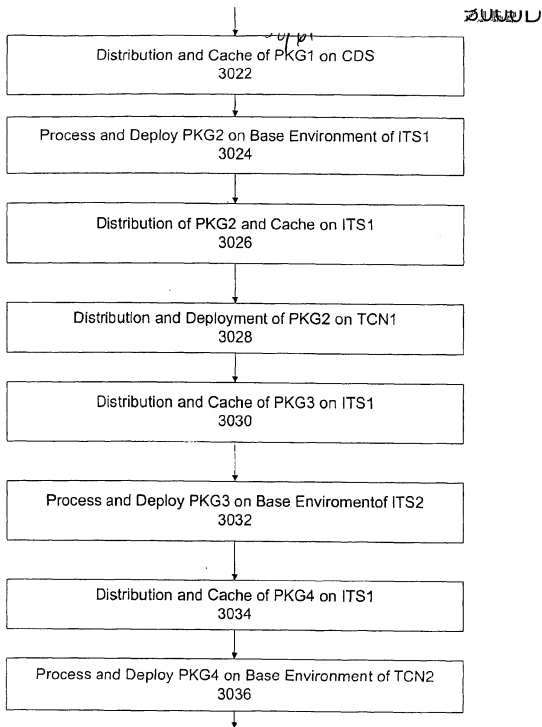 Distribution and Cache of PKG1 on CDS
3022
Process and Deploy PKG2 on Base Environment of ITS1
3024
Distribution of PKG2 and Cache on ITS1
3026
Distribution and Deployment of PKG2 on TCN1
3028
Distribution and Cache of PKG3 on ITS1
3030
Process and Deploy PKG3 on Base Enviromentof ITS2
3032
Distribution and Cache of PKG4 on ITS1
3034
Process and Deploy PKG4 on Base Environment of TCN2
3036